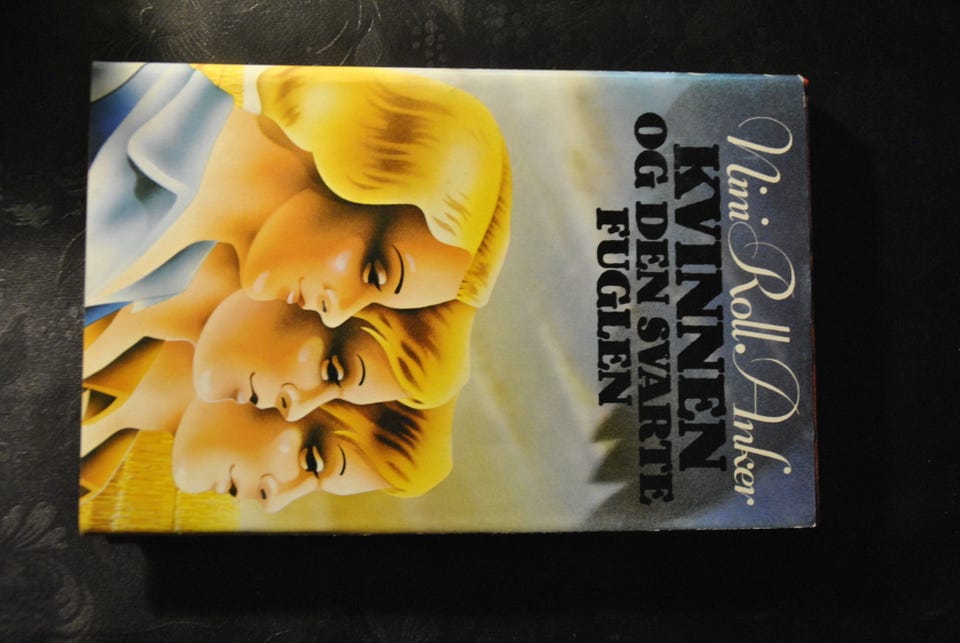 Nini Roll Anker
KVINNEN
OG DEN SVARTE
FUGLEN